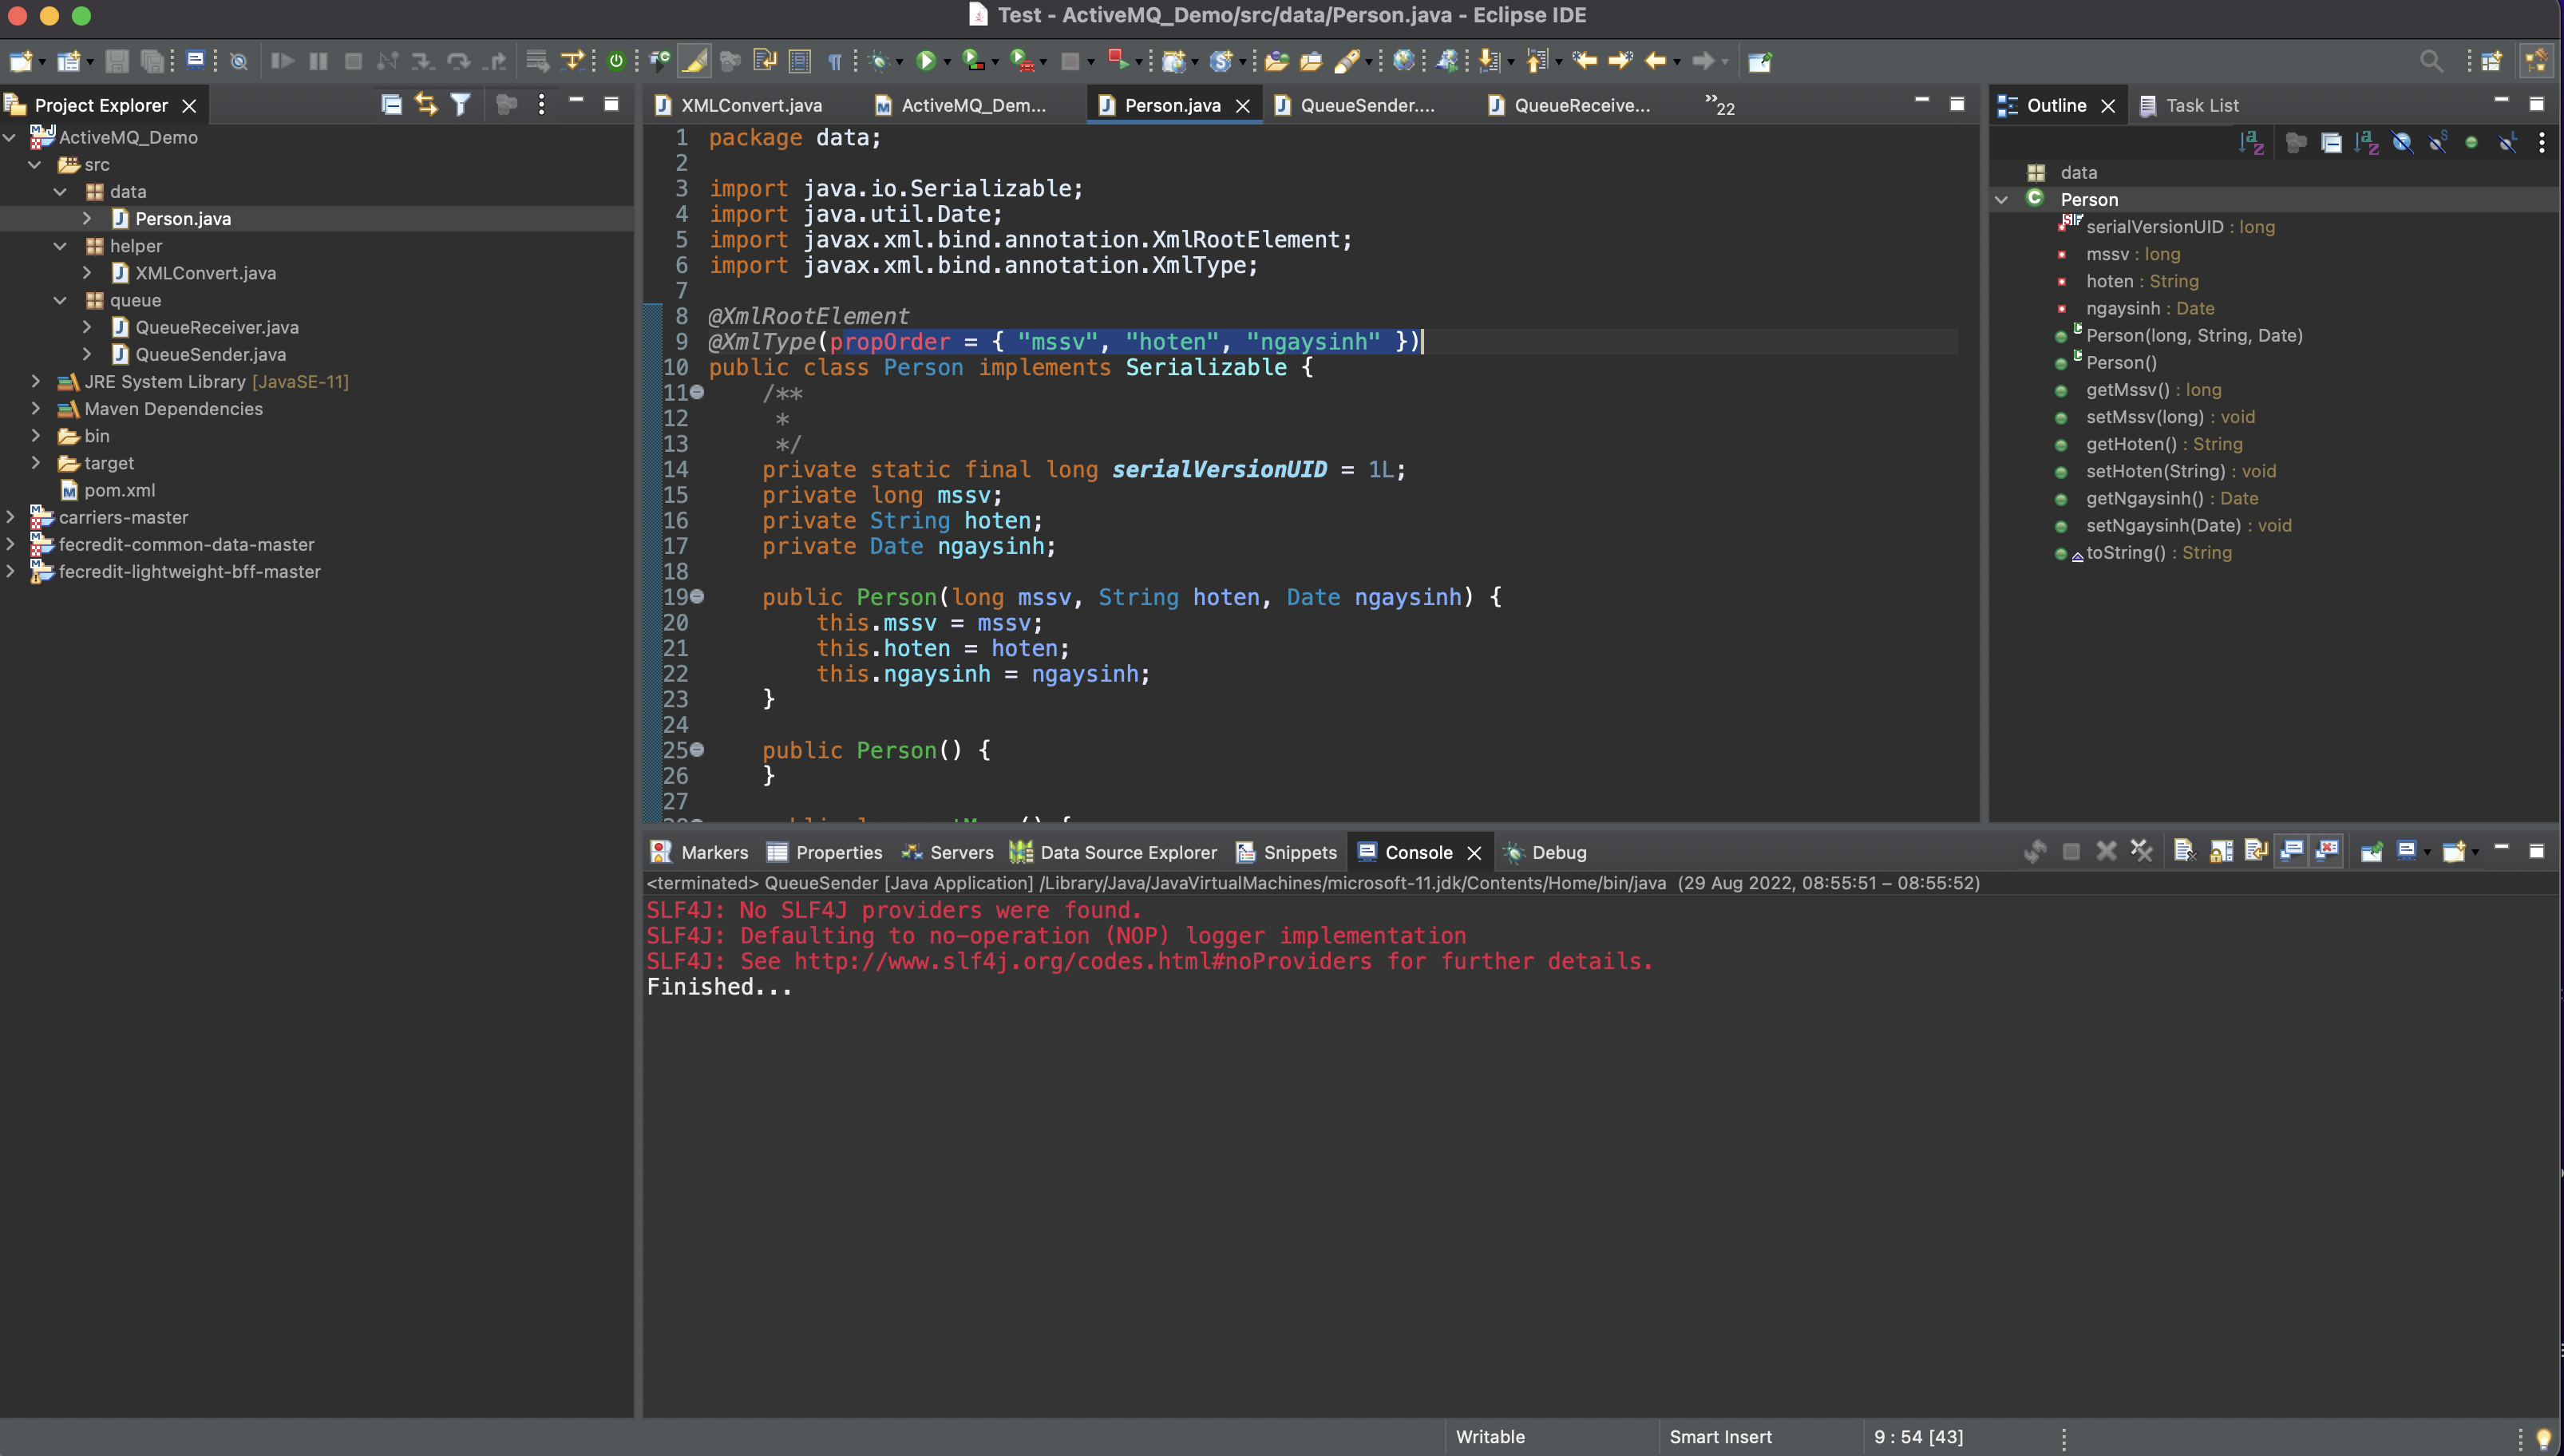 Test - ActiveMQ_Demo/src/data/Person.java - Eclipse IDE
Project Explorer
ActiveMQ_Demo
src
data
Person.java
helper
XMLConvert.java
queue
QueueReceiver.java
QueueSender.java
JRE System Library [JavaSE-11]
Maven Dependencies
bin
target
pom.xml
carriers-master
fecredit-common-data-master
fecredit-lightweight-bff-master
XMLConvert.java ActiveMQ_Dem... Person.java QueueSender.... QueueReceive... »22
1 package data;
2
3 import java.io.Serializable;
4 import java.util.Date;
5 import javax.xml.bind.annotation.XmlRootElement;
6 import javax.xml.bind.annotation.XmlType;
7
8 @XmlRootElement
9 @XmlType(propOrder = { "mssv", "hoten", "ngaysinh" })
10 public class Person implements Serializable {
11 /**
12 *
13 */
14 private static final long serialVersionUID = 1L;
15 private long mssv;
16 private String hoten;
17 private Date ngaysinh;
18
19 public Person(long mssv, String hoten, Date ngaysinh) {
20 this.mssv = mssv;
21 this.hoten = hoten;
22 this.ngaysinh = ngaysinh;
23 }
24
25 public Person() {
26 }
27
Outline Task List
data
Person
serialVersionUID : long
mssv : long
hoten : String
ngaysinh : Date
Person(long, String, Date)
Person()
getMssv() : long
setMssv(long) : void
getHoten() : String
setHoten(String) : void
getNgaysinh() : Date
setNgaysinh(Date) : void
toString() : String
Markers Properties Servers Data Source Explorer Snippets Console Debug
<terminated> QueueSender [Java Application] /Library/Java/JavaVirtualMachines/microsoft-11.jdk/Contents/Home/bin/java (29 Aug 2022, 08:55:51 – 08:55:52)
SLF4J: No SLF4J providers were found.
SLF4J: Defaulting to no-operation (NOP) logger implementation
SLF4J: See http://www.slf4j.org/codes.html#noProviders for further details.
Finished...
Writable Smart Insert 9 : 54 [43]